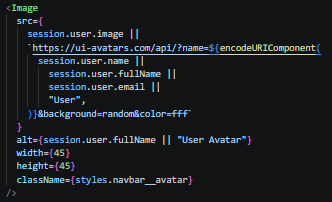 <Image
  src={
    session.user.image ||
    `https://ui-avatars.com/api/?name=${encodeURIComponent(
      session.user.name ||
        session.user.fullName ||
        session.user.email ||
        "User",
    )}&background=random&color=fff`
  }
  alt={session.user.fullName || "User Avatar"}
  width={45}
  height={45}
  className={styles.navbar__avatar}
/>